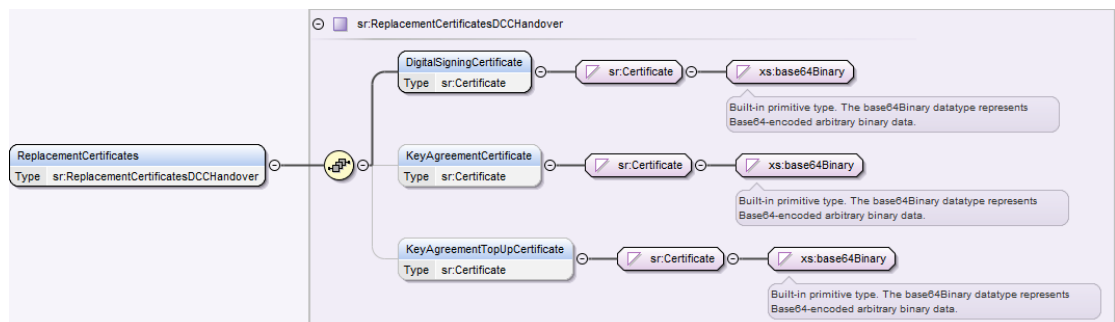 sr:ReplacementCertificatesDCCHandover
DigitalSigningCertificate
Type sr:Certificate
sr:Certificate
xs:base64Binary
Built-in primitive type. The base64Binary datatype represents
Base64-encoded arbitrary binary data.
ReplacementCertificates
Type sr:ReplacementCertificatesDCCHandover
KeyAgreementCertificate
Type sr:Certificate
sr:Certificate
xs:base64Binary
Built-in primitive type. The base64Binary datatype represents
Base64-encoded arbitrary binary data.
KeyAgreementTopUpCertificate
Type sr:Certificate
sr:Certificate
xs:base64Binary
Built-in primitive type. The base64Binary datatype represents
Base64-encoded arbitrary binary data.